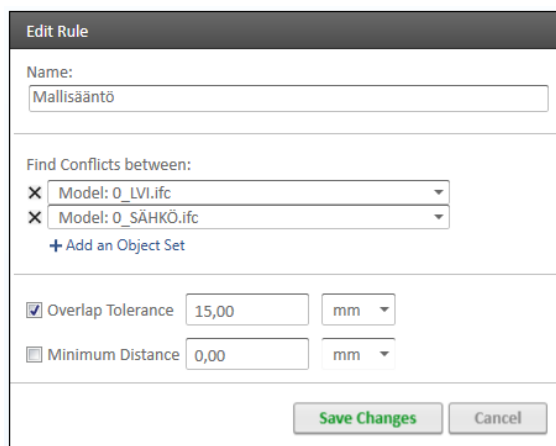 Edit Rule
Name:
Mallisääntö
Find Conflicts between:
Model: 0_LVI.ifc
Model: 0_SÄHKÖ.ifc
+ Add an Object Set
Overlap Tolerance 15,00 mm
Minimum Distance 0,00 mm
Save Changes Cancel